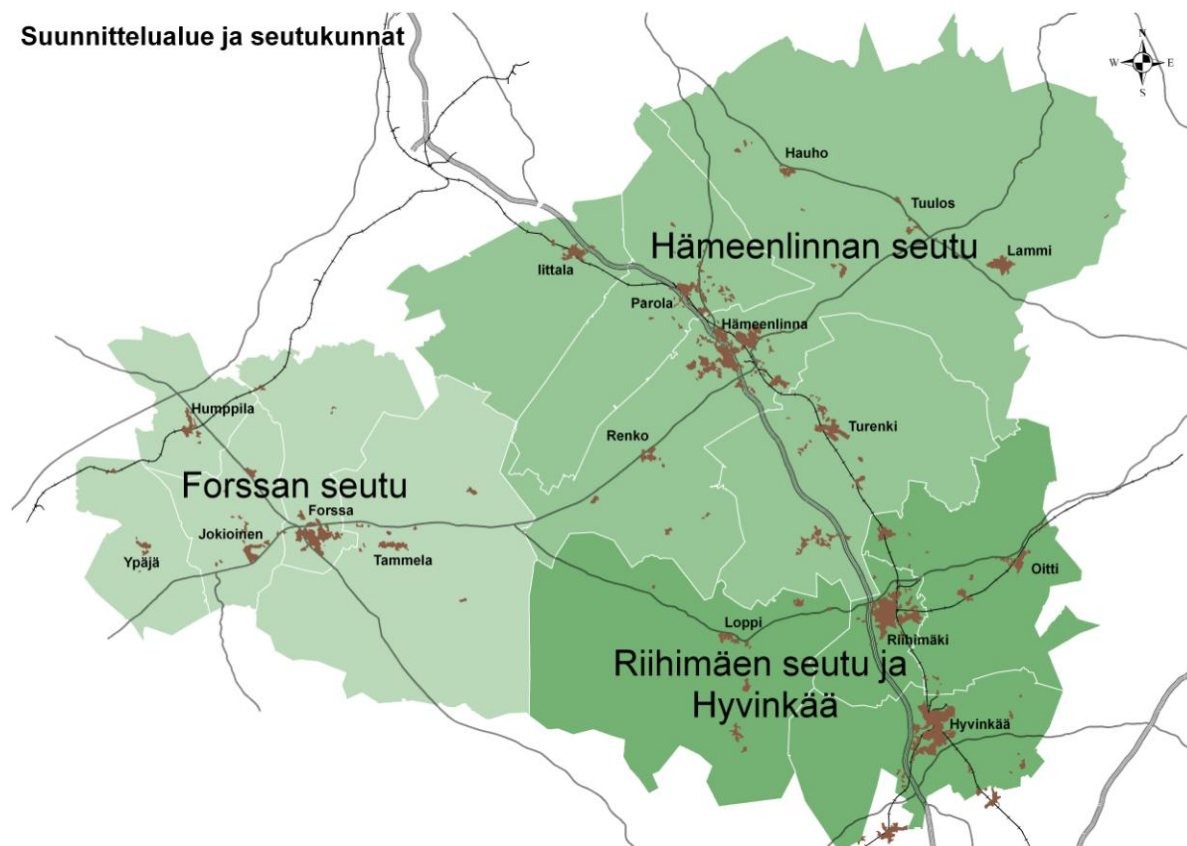 Suunnittelualue ja seutukunnat
N
W
E
S
Hauho
Tuulos
Hämeenlinnan seutu
Lammi
Iittala
Parola
Hämeenlinna
Humppila
Turenki
Renko
Forssan seutu
Forssa
Jokioinen
Ypäjä
Tammela
Oitti
Loppi
Riihimäki
Riihimäen seutu ja
Hyvinkää
Hyvinkää